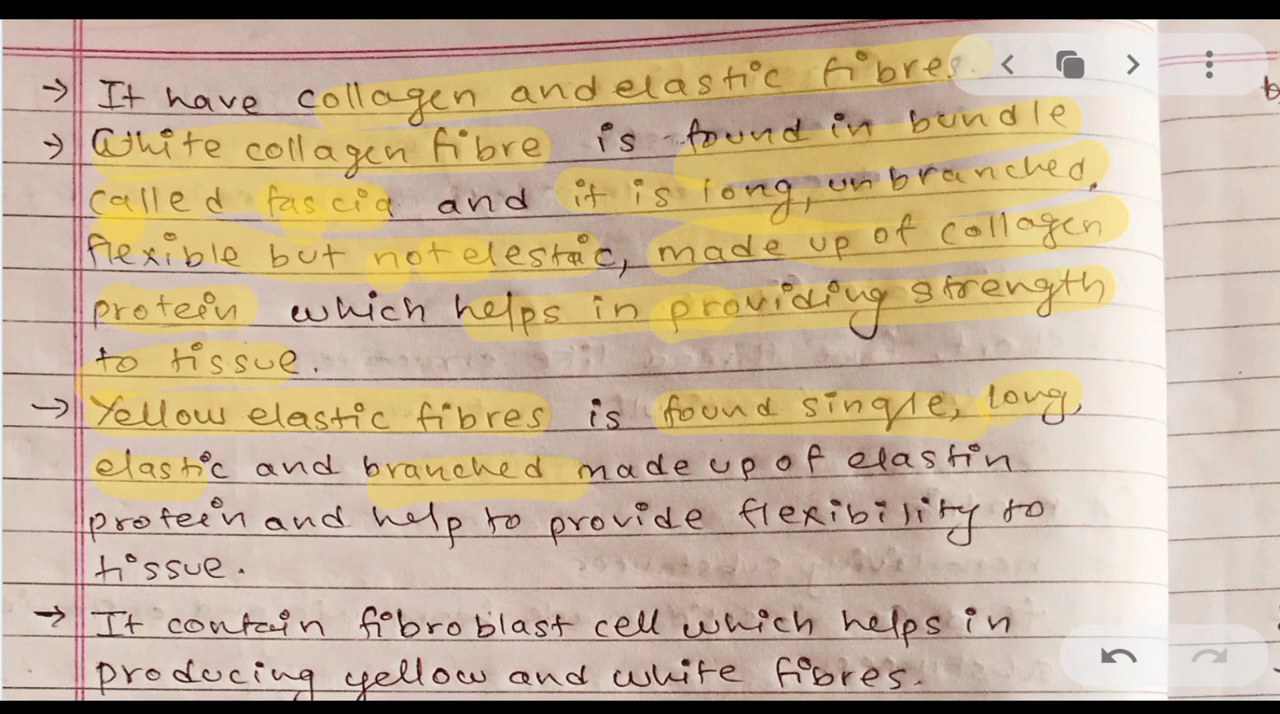 → It have collagen and elastic fibres.
→ White collagen fibre is found in bundle
called fascia and it is long, unbranched,
flexible but not elestic, made up of collagen
protein which helps in providing strength
to tissue.
→ Yellow elastic fibres is found single, long,
elastic and branched made up of elastin
protein and help to provide flexibility to
tissue.
→ It contain fibroblast cell which helps in
producing yellow and white fibres.